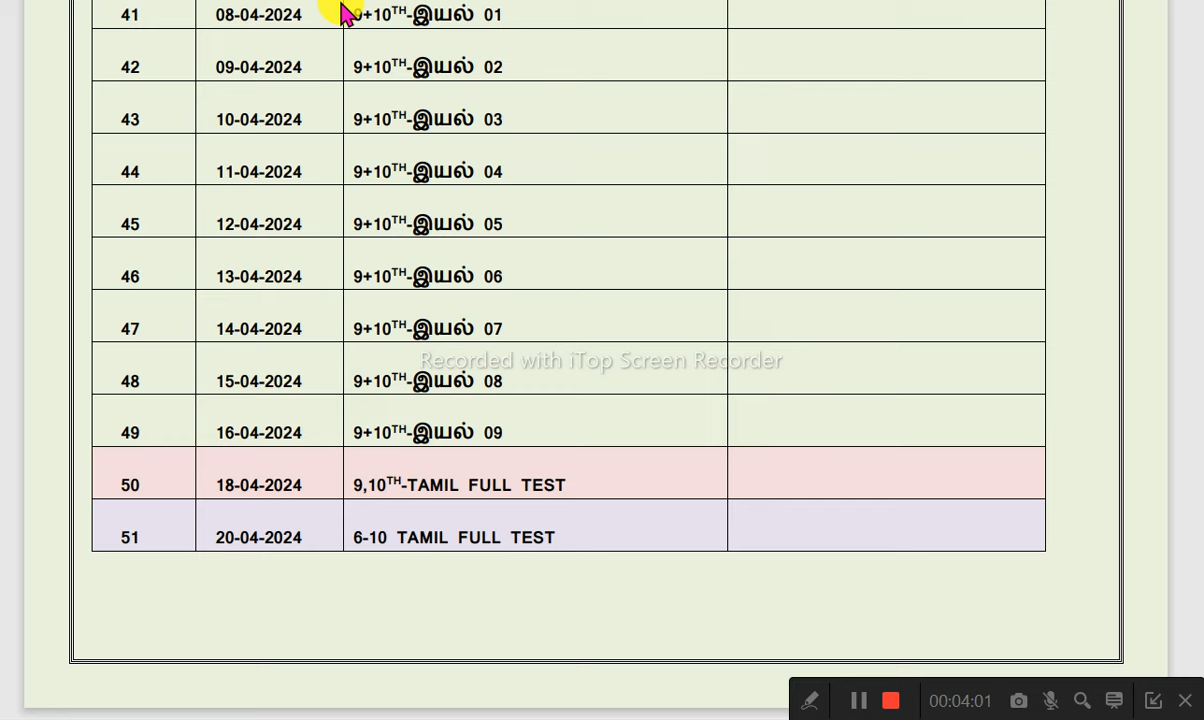 41 08-04-2024 9+10TH-இயல் 01
42 09-04-2024 9+10TH-இயல் 02
43 10-04-2024 9+10TH-இயல் 03
44 11-04-2024 9+10TH-இயல் 04
45 12-04-2024 9+10TH-இயல் 05
46 13-04-2024 9+10TH-இயல் 06
47 14-04-2024 9+10TH-இயல் 07
Recorded with iTop Screen Recorder
48 15-04-2024 9+10TH-இயல் 08
49 16-04-2024 9+10TH-இயல் 09
50 18-04-2024 9,10TH-TAMIL FULL TEST
51 20-04-2024 6-10 TAMIL FULL TEST
00:04:01